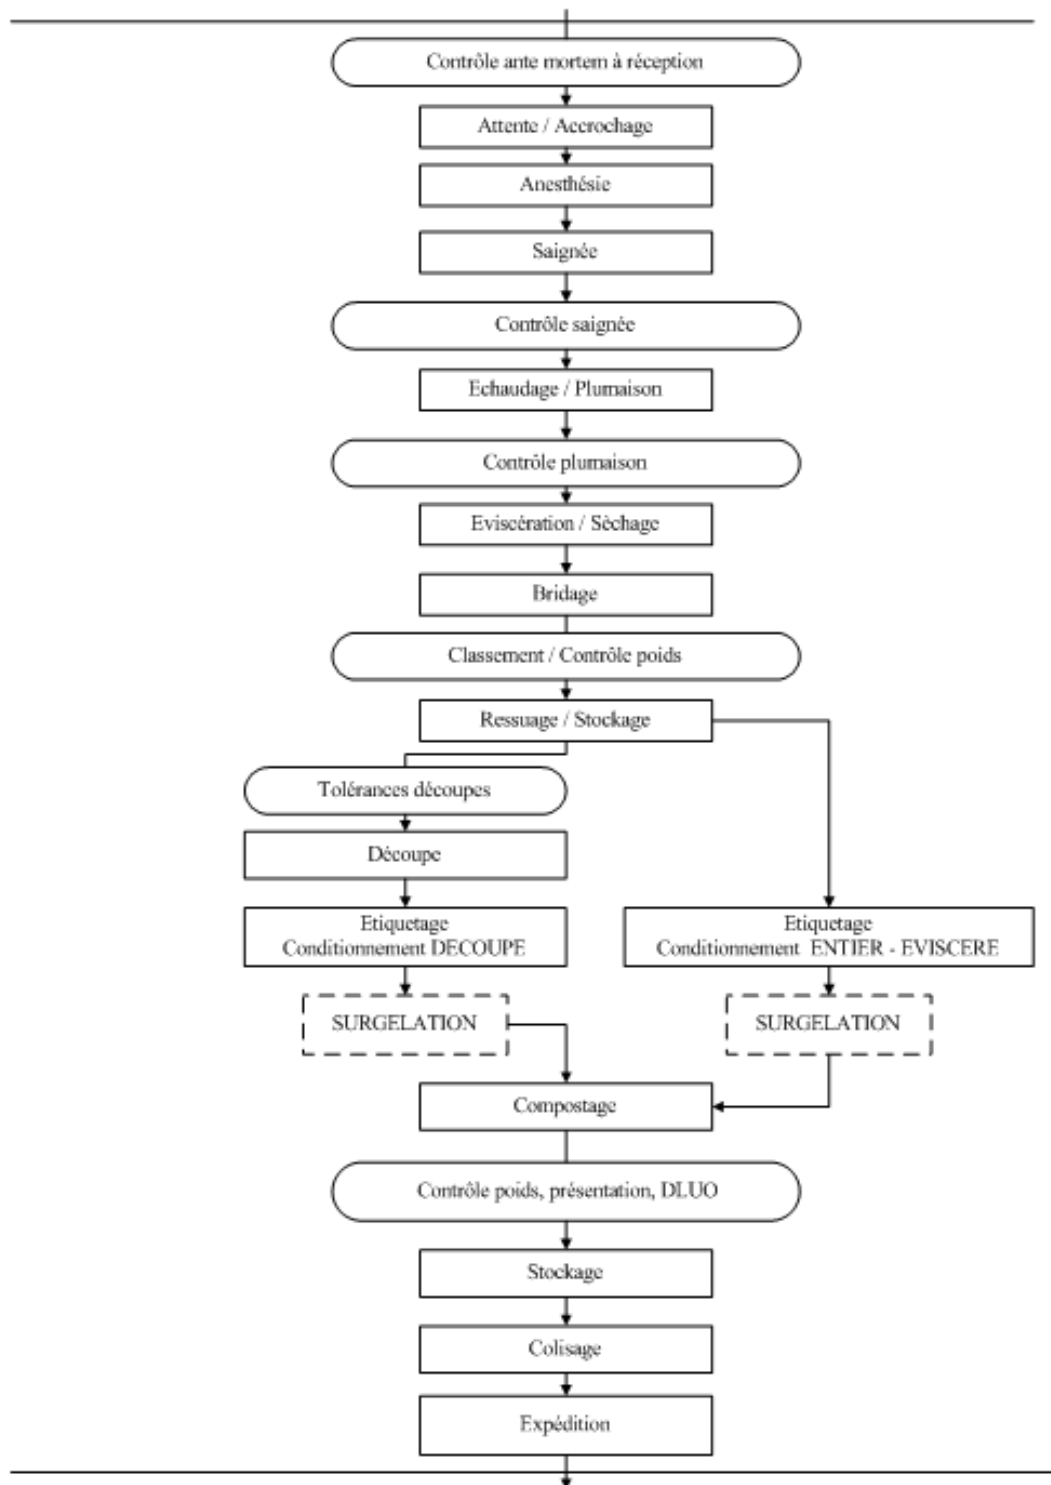 Contrôle ante mortem à réception
Attente / Accrochage
Anesthésie
Saignée
Contrôle saignée
Echaudage / Plumaison
Contrôle plumaison
Eviscération / Sèchage
Bridage
Classement / Contrôle poids
Ressuage / Stockage
Tolérances découpes
Découpe
Etiquetage
Conditionnement DECOUPE
Etiquetage
Conditionnement ENTIER - EVISCERE
SURGELATION
SURGELATION
Compostage
Contrôle poids, présentation, DLUO
Stockage
Colisage
Expédition